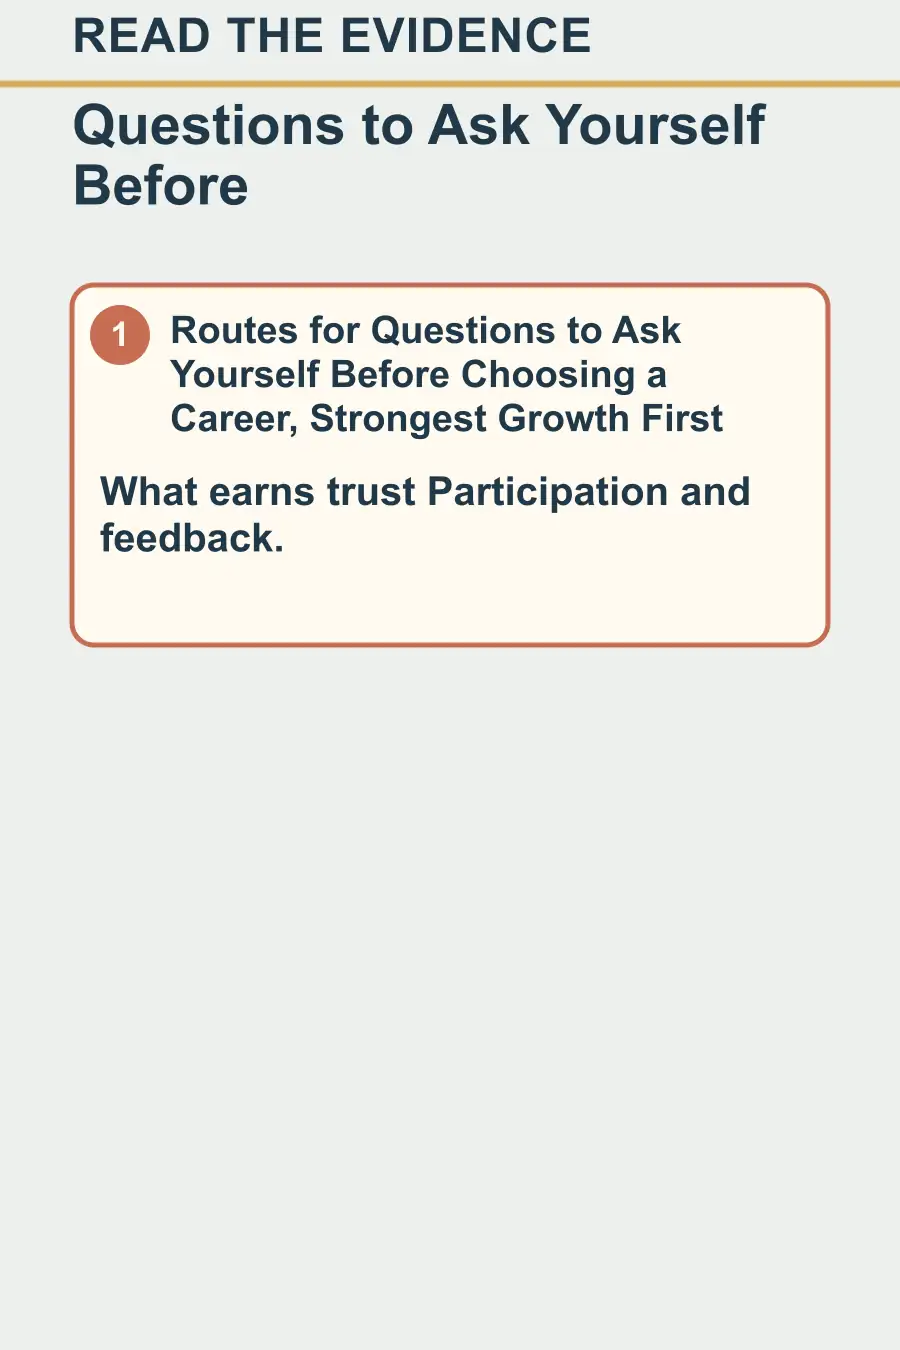 READ THE EVIDENCE
Questions to Ask Yourself
Before
1
Routes for Questions to Ask
Yourself Before Choosing a
Career, Strongest Growth First
What earns trust Participation and
feedback.